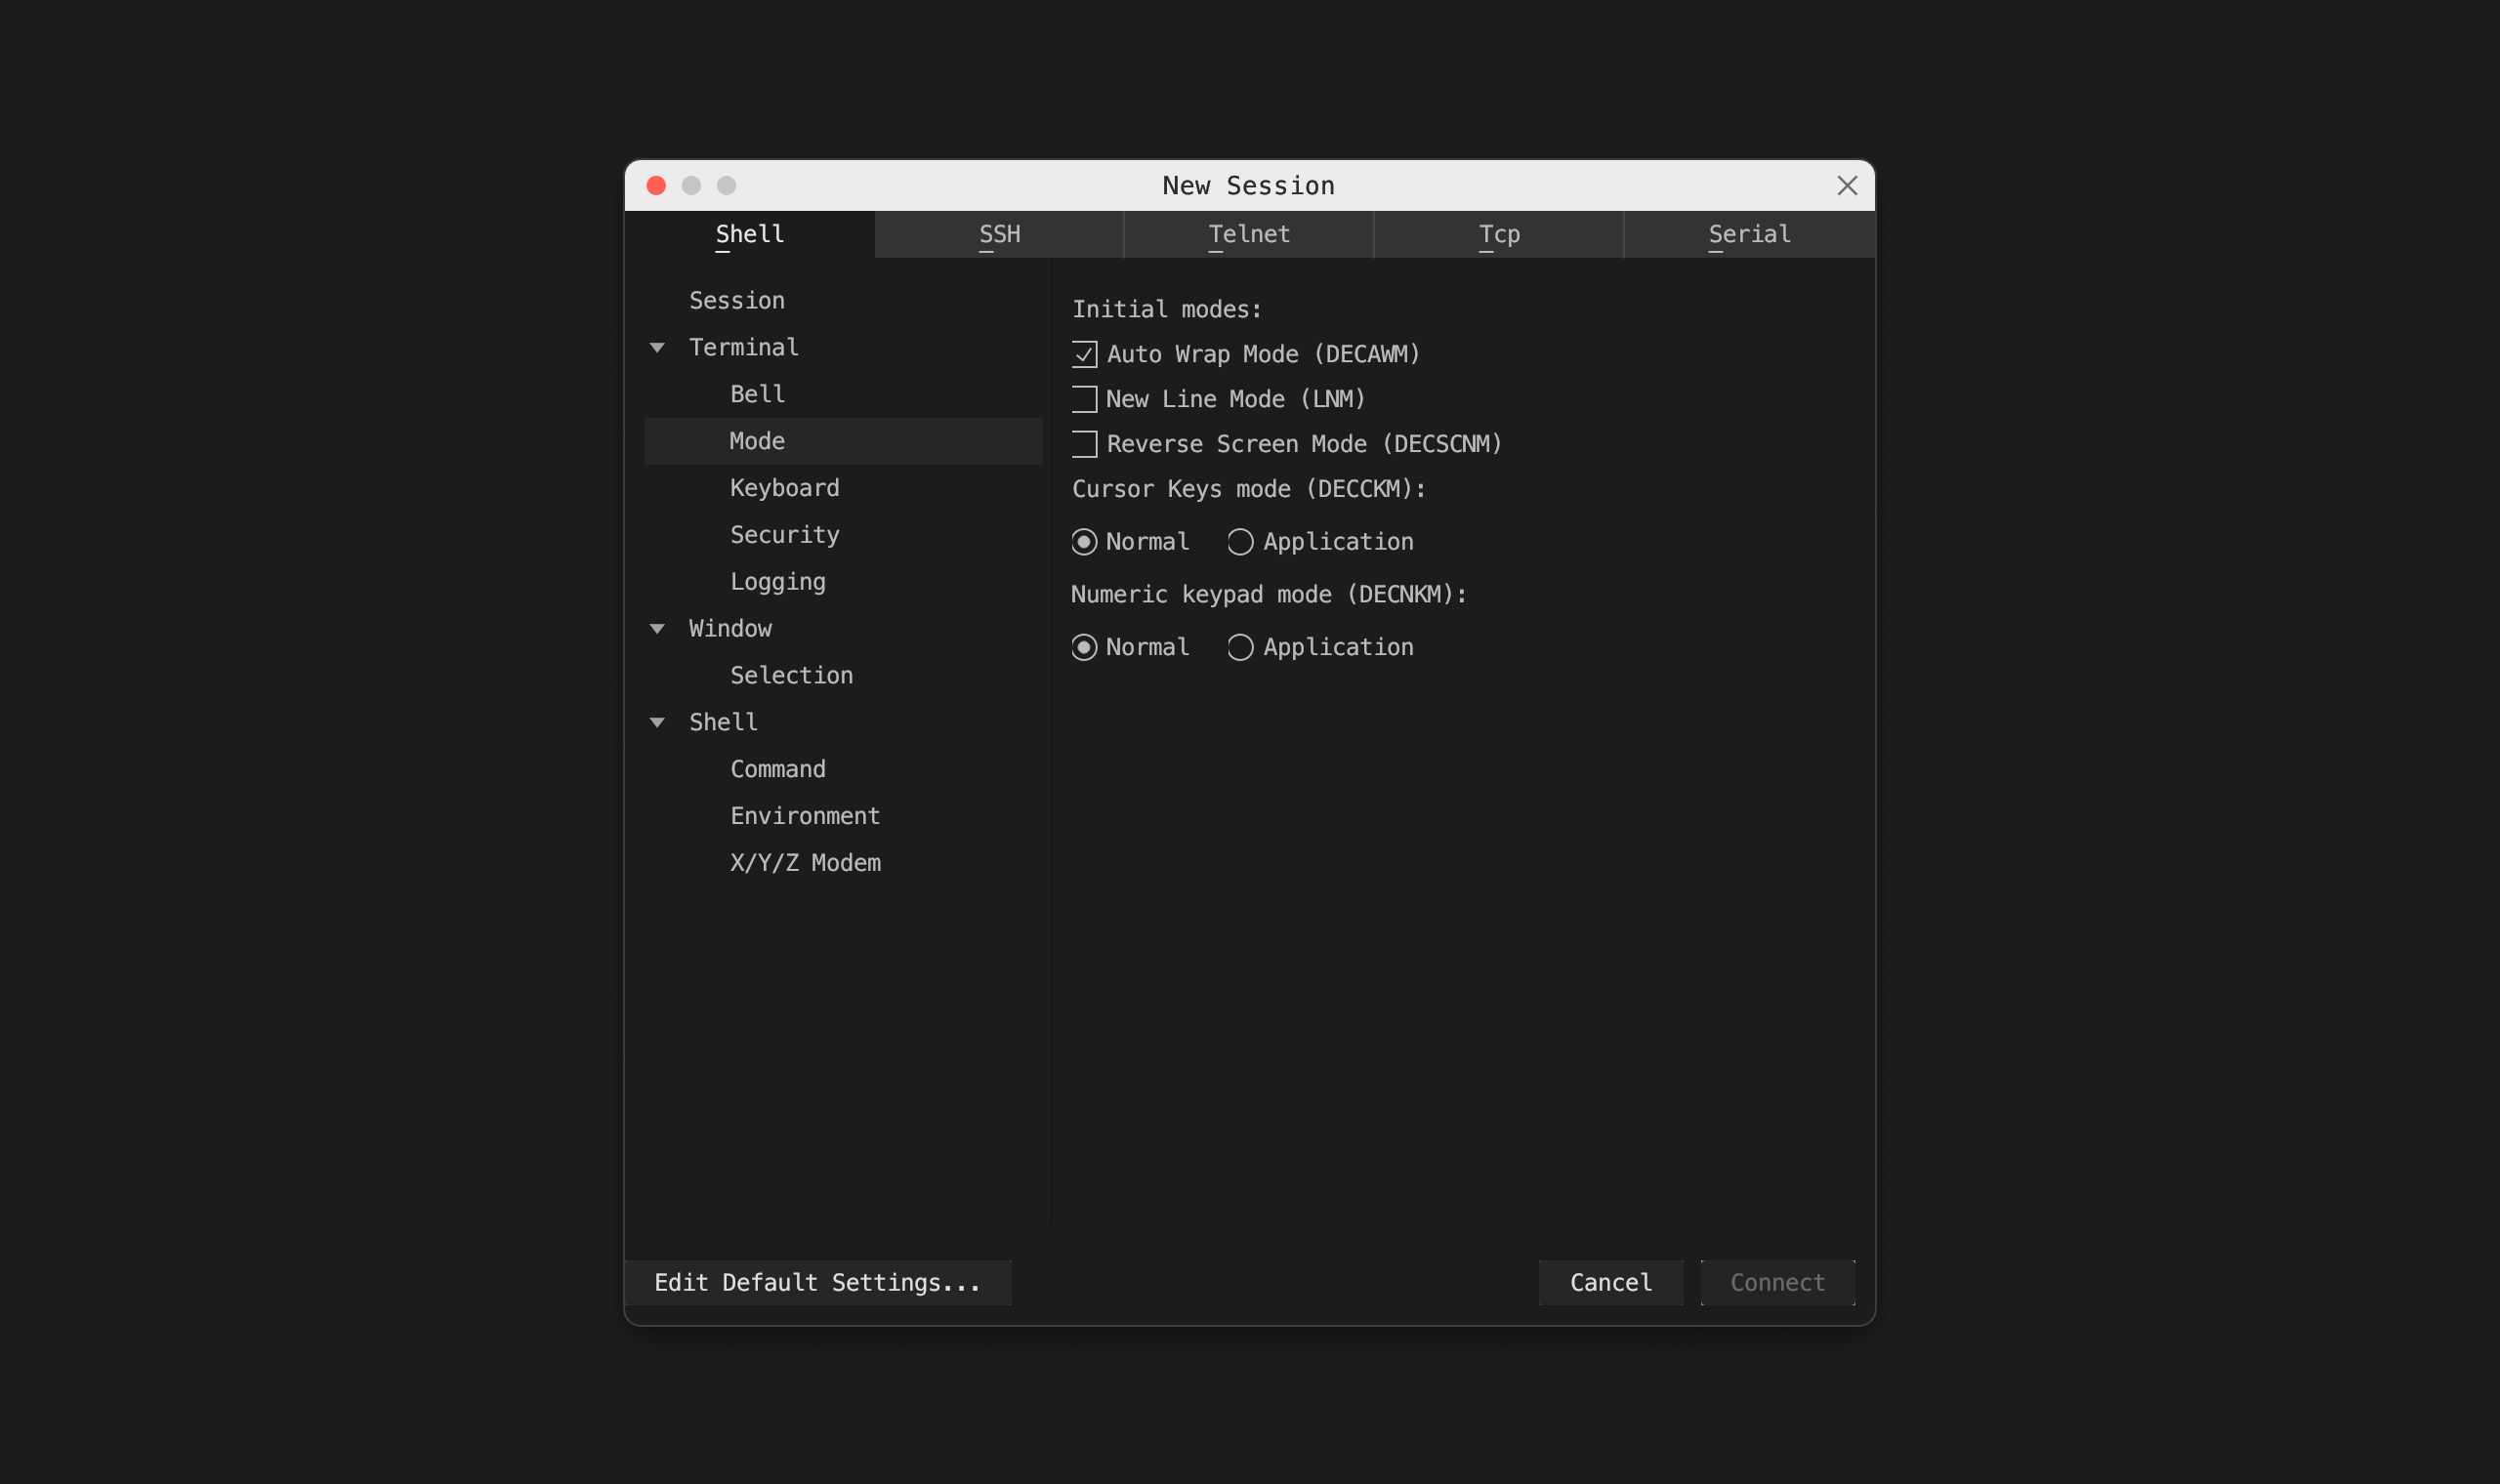 New Session
Shell SSH Telnet Tcp Serial
Session
Terminal
Bell
Mode
Keyboard
Security
Logging
Window
Selection
Shell
Command
Environment
X/Y/Z Modem
Initial modes:
Auto Wrap Mode (DECAWM)
New Line Mode (LNM)
Reverse Screen Mode (DECSCNM)
Cursor Keys mode (DECCKM):
Normal Application
Numeric keypad mode (DECNKM):
Normal Application
Edit Default Settings... Cancel Connect